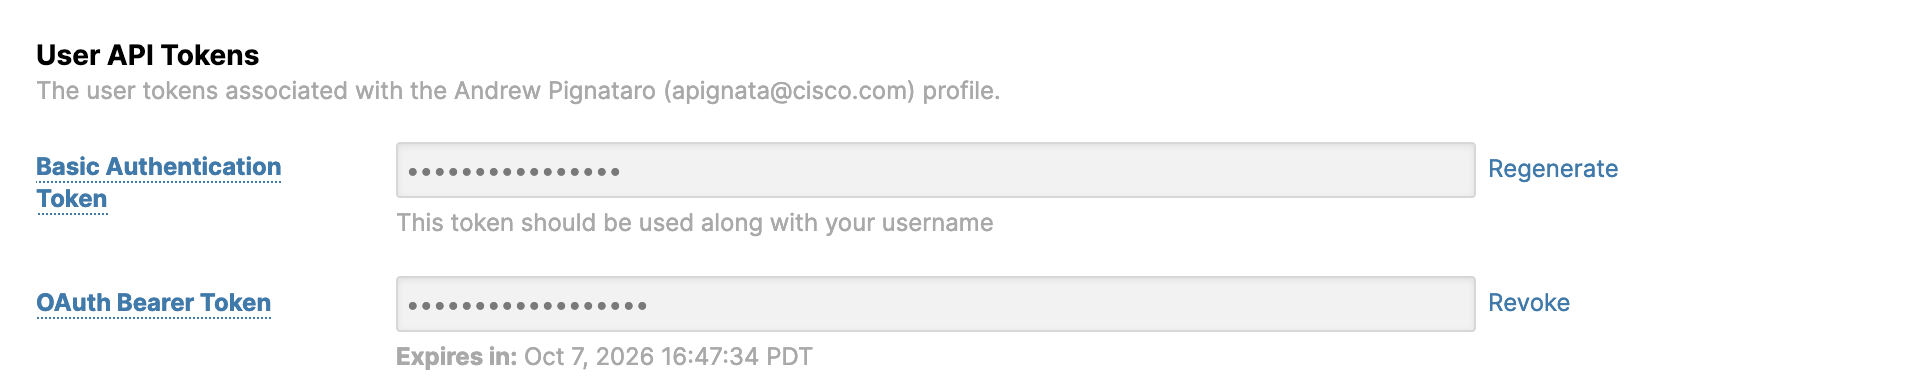 User API Tokens
The user tokens associated with the Andrew Pignataro (apignata@cisco.com) profile.
Basic Authentication
Token
•••••••••••••••• Regenerate
This token should be used along with your username
OAuth Bearer Token
•••••••••••••••••• Revoke
Expires in: Oct 7, 2026 16:47:34 PDT